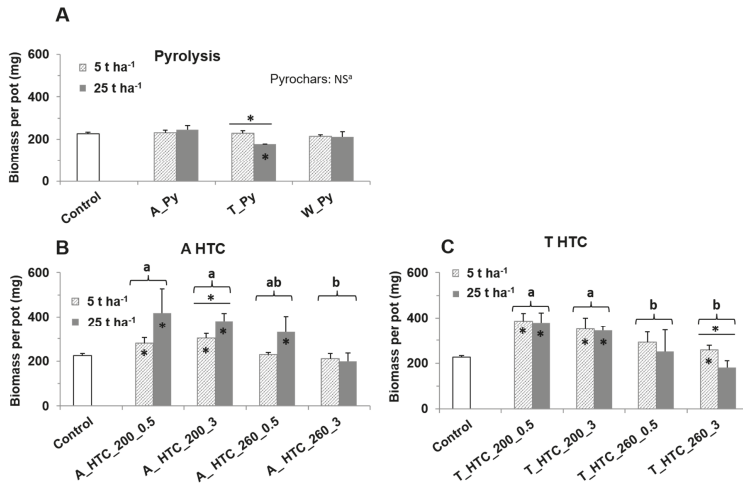 A
Pyrolysis
Biomass per pot (mg)
600
400
200
0
5 t ha⁻¹
25 t ha⁻¹
Pyrochars: NSᵃ
*
*
Control
A_Py
T_Py
W_Py
B
A HTC
Biomass per pot (mg)
600
400
200
0
5 t ha⁻¹
25 t ha⁻¹
a
a
ab
b
*
* * * * *
Control
A_HTC_200_0.5
A_HTC_200_3
A_HTC_260_0.5
A_HTC_260_3
C
T HTC
Biomass per pot (mg)
600
400
200
0
5 t ha⁻¹
25 t ha⁻¹
a
a
b
b
*
* * * * *
Control
T_HTC_200_0.5
T_HTC_200_3
T_HTC_260_0.5
T_HTC_260_3